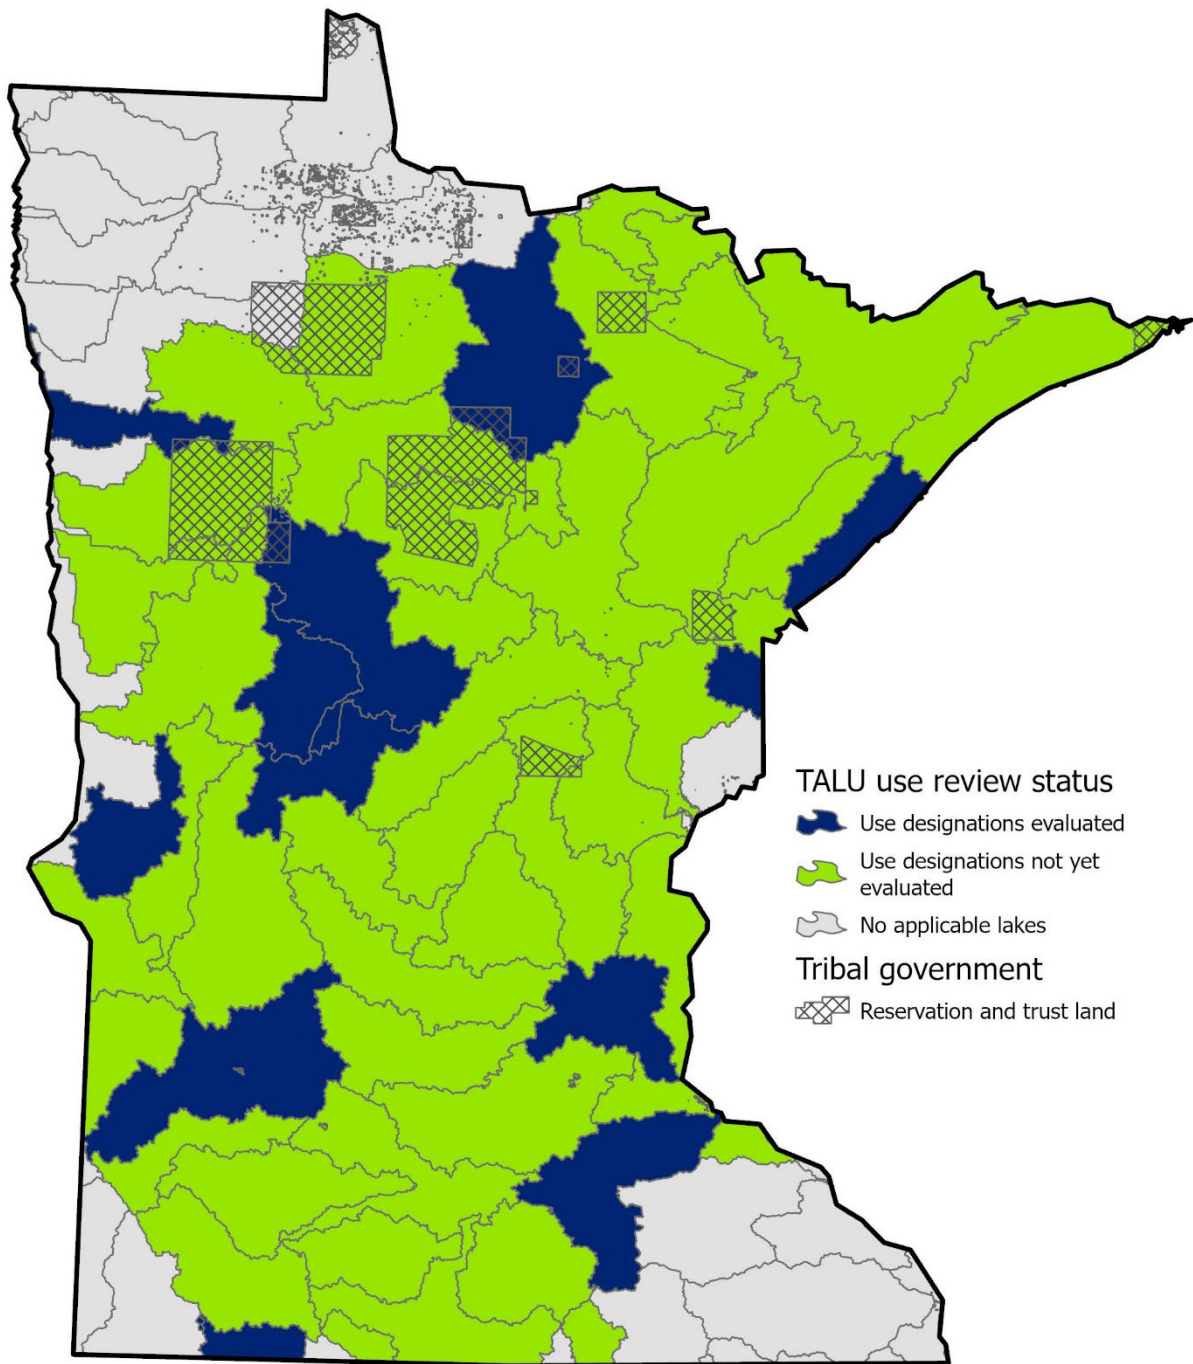 TALU use review status
Use designations evaluated
Use designations not yet
evaluated
No applicable lakes
Tribal government
Reservation and trust land